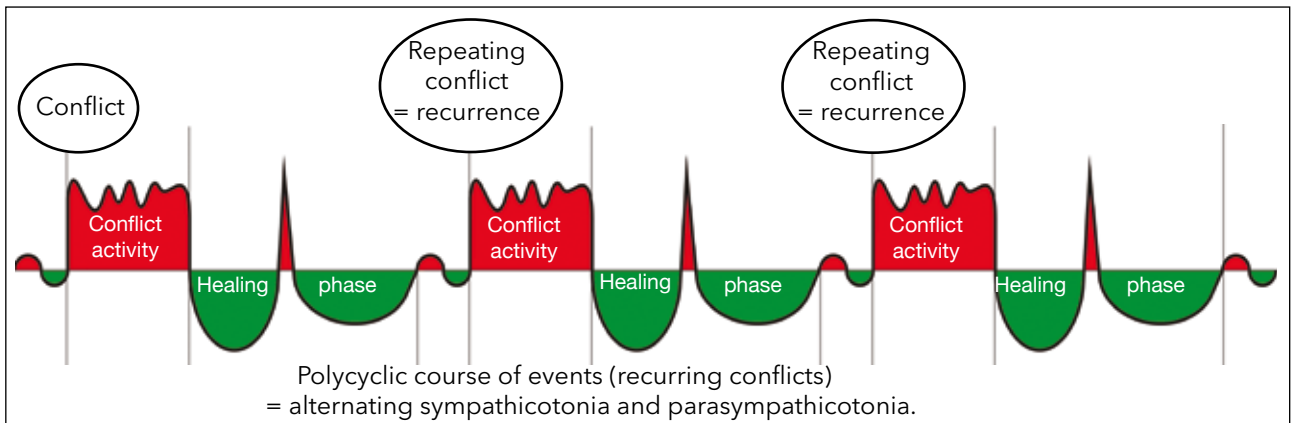 Conflict
Repeating
conflict
= recurrence
Repeating
conflict
= recurrence
Conflict
activity
Healing
phase
Conflict
activity
Healing
phase
Conflict
activity
Healing
phase
Polycyclic course of events (recurring conflicts)
= alternating sympathicotonia and parasympathicotonia.